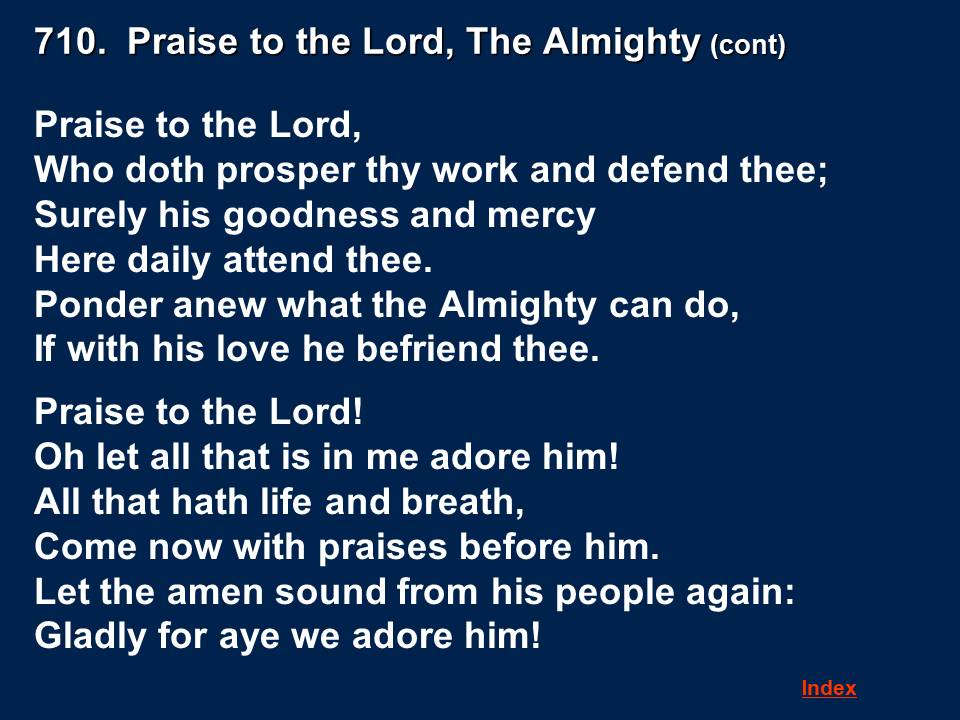 710.  Praise to the Lord, The Almighty (cont)
Praise to the Lord,
Who doth prosper thy work and defend thee;
Surely his goodness and mercy
Here daily attend thee.
Ponder anew what the Almighty can do,
If with his love he befriend thee.
Praise to the Lord!
Oh let all that is in me adore him!
All that hath life and breath,
Come now with praises before him.
Let the amen sound from his people again:
Gladly for aye we adore him!
Index